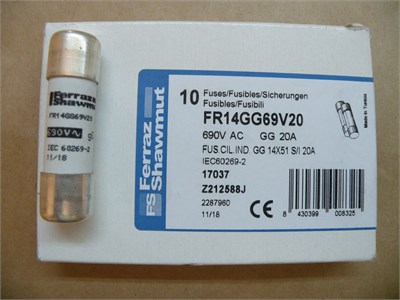 Ferraz
Shawmut
FR14GG69V20
690V~ g
IEC 60269-2
11/18
FS Ferraz
Shawmut
10 Fuses/Fusibles/Sicherungen
Fusibles/Fusibili
FR14GG69V20
690V AC GG 20A
FUS.CIL.IND. GG 14X51 S/I 20A
IEC60269-2
17037
Z212588J
2287960
11/18
8 430399 008325
Made in Tunisia